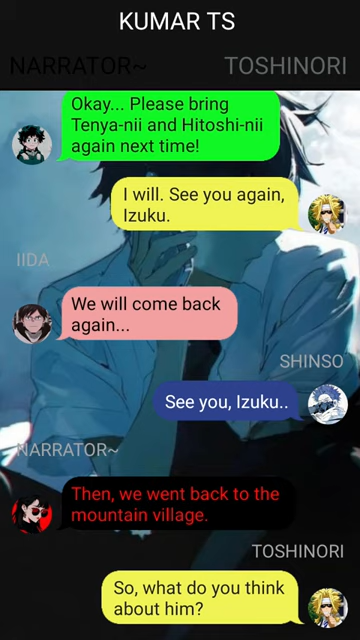 KUMAR TS
NARRATOR~
TOSHINORI
Okay... Please bring
Tenya-nii and Hitoshi-nii
again next time!
I will. See you again,
Izuku.
IIDA
We will come back
again...
SHINSO
See you, Izuku..
NARRATOR~
Then, we went back to the
mountain village.
TOSHINORI
So, what do you think
about him?